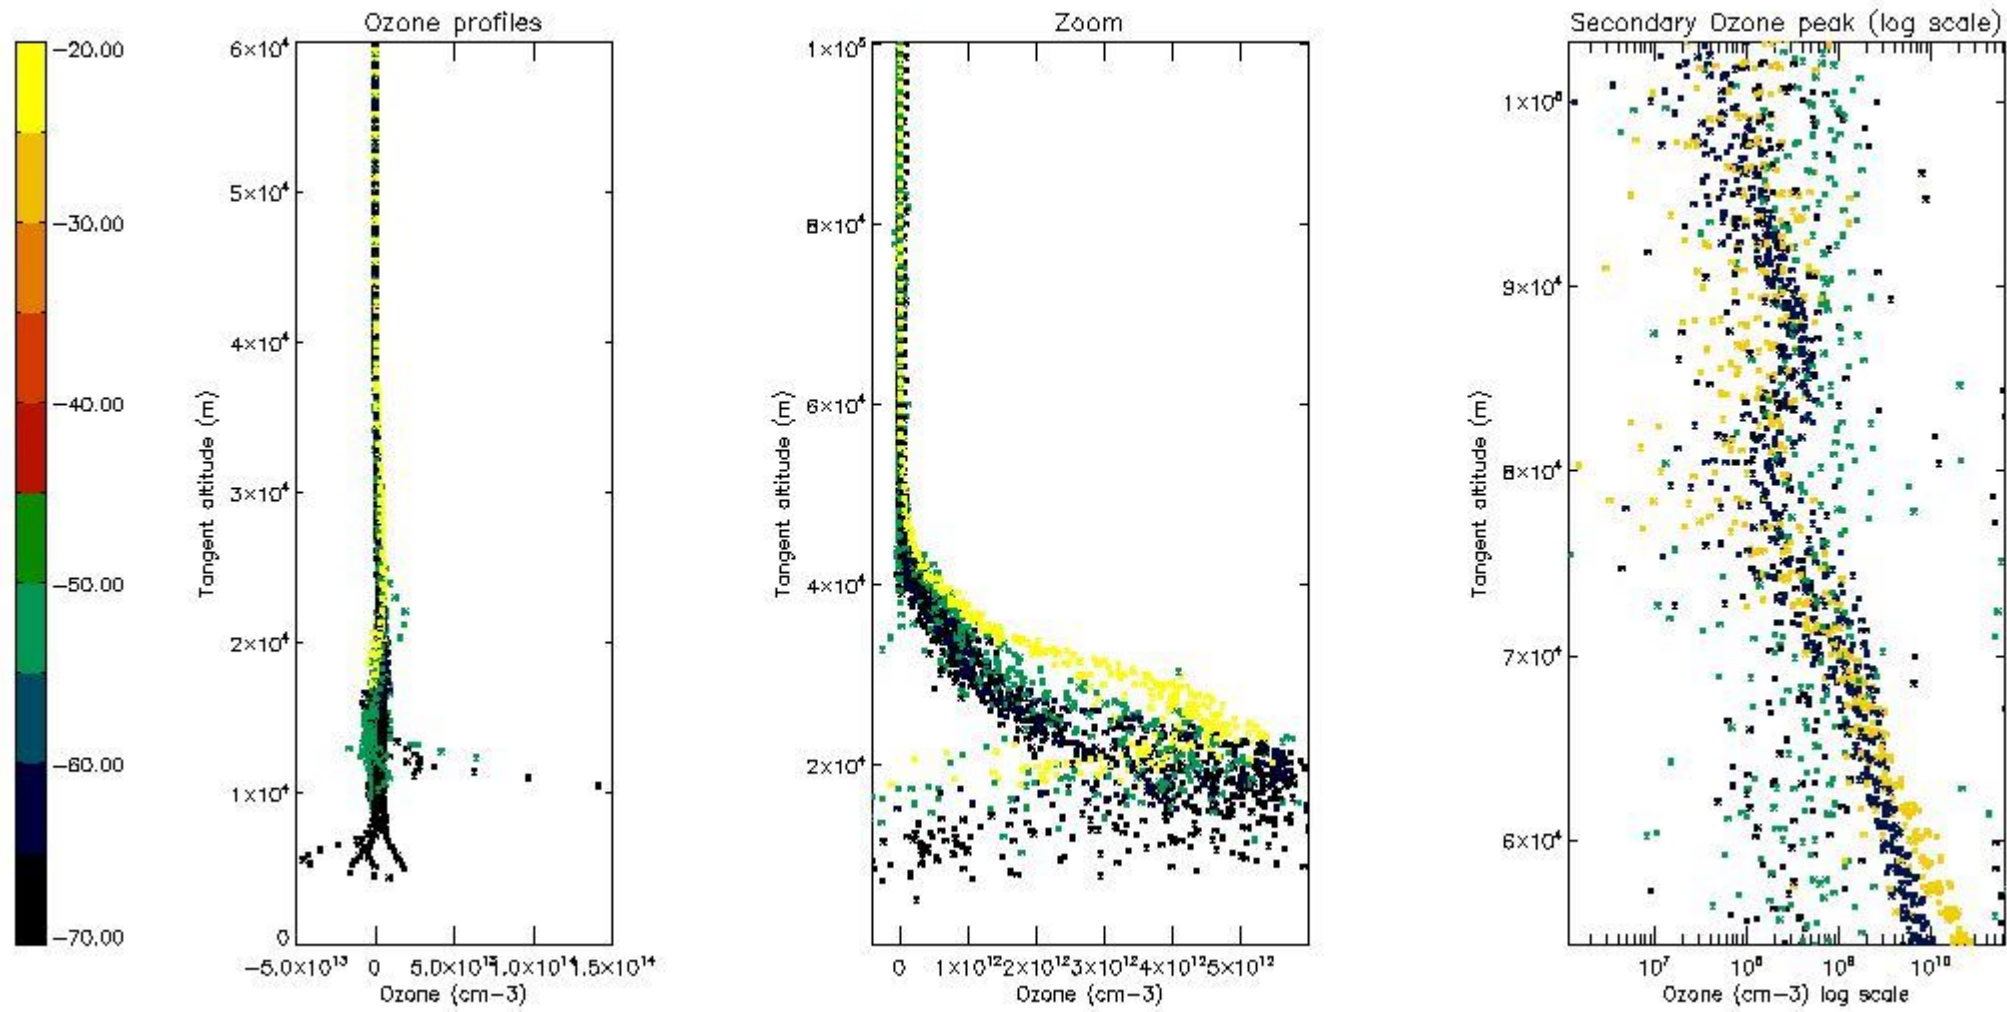 Ozone profiles
Zoom
Secondary Ozone peak (log scale)
-20.00
-30.00
-40.00
-50.00
-60.00
-70.00
6×10⁴
5×10⁴
4×10⁴
3×10⁴
2×10⁴
1×10⁴
0
Tangent altitude (m)
-5.0×10¹³ 0 5.0×10¹³ 1.0×10¹⁴ 1.5×10¹⁴
Ozone (cm-3)
1×10⁵
8×10⁴
6×10⁴
4×10⁴
2×10⁴
Tangent altitude (m)
0 1×10¹² 2×10¹² 3×10¹² 4×10¹² 5×10¹²
Ozone (cm-3)
1×10⁵
9×10⁴
8×10⁴
7×10⁴
6×10⁴
Tangent altitude (m)
10⁷ 10⁸ 10⁹ 10¹⁰
Ozone (cm-3) log scale